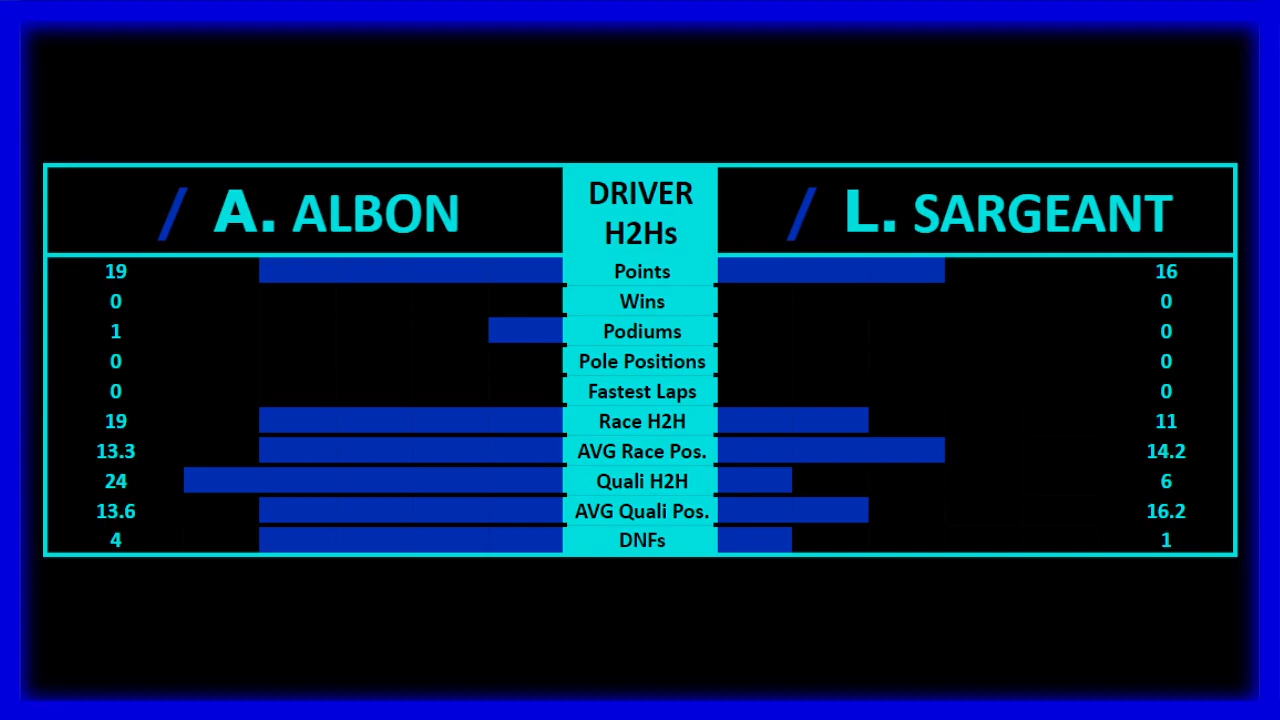 / A. ALBON DRIVER H2Hs / L. SARGEANT
19 Points 16
0 Wins 0
1 Podiums 0
0 Pole Positions 0
0 Fastest Laps 0
19 Race H2H 11
13.3 AVG Race Pos. 14.2
24 Quali H2H 6
13.6 AVG Quali Pos. 16.2
4 DNFs 1